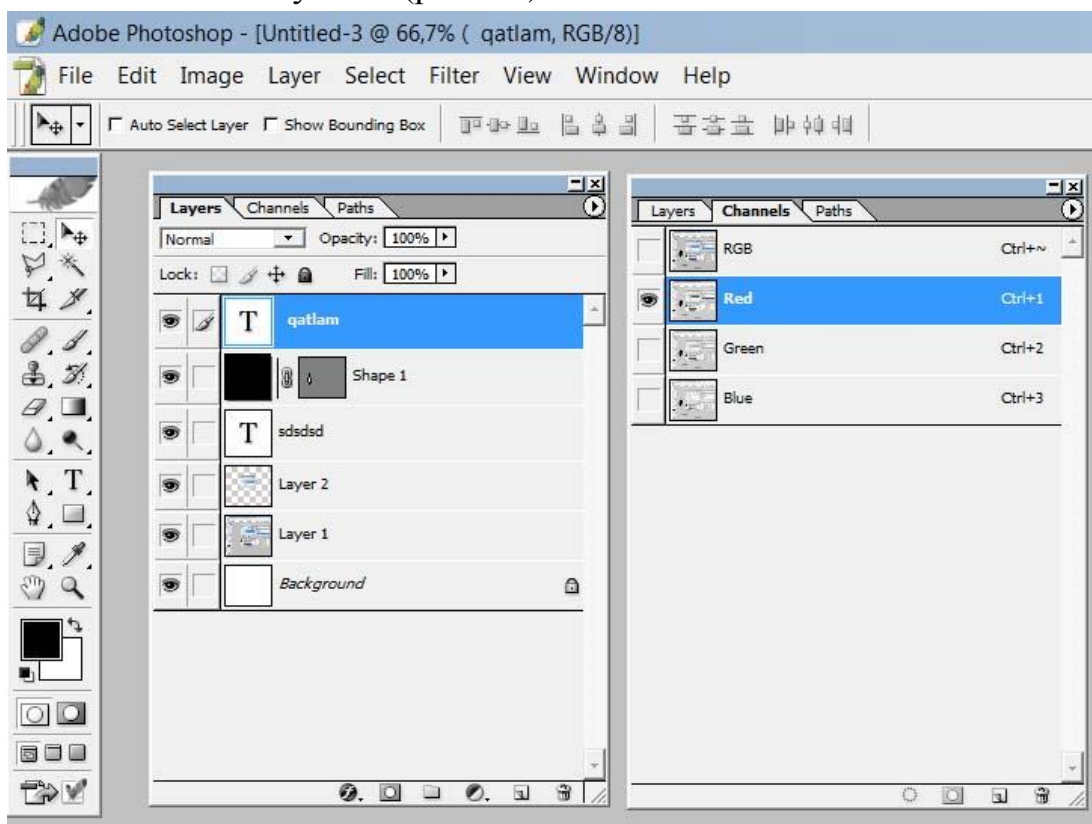 Adobe Photoshop - [Untitled-3 @ 66,7% ( qatlam, RGB/8)]
File Edit Image Layer Select Filter View Window Help
Auto Select Layer Show Bounding Box
Layers Channels Paths
Normal Opacity: 100%
Lock: Fill: 100%
T qatlam
Shape 1
T sdsdsd
Layer 2
Layer 1
Background
Layers Channels Paths
RGB Ctrl+~
Red Ctrl+1
Green Ctrl+2
Blue Ctrl+3